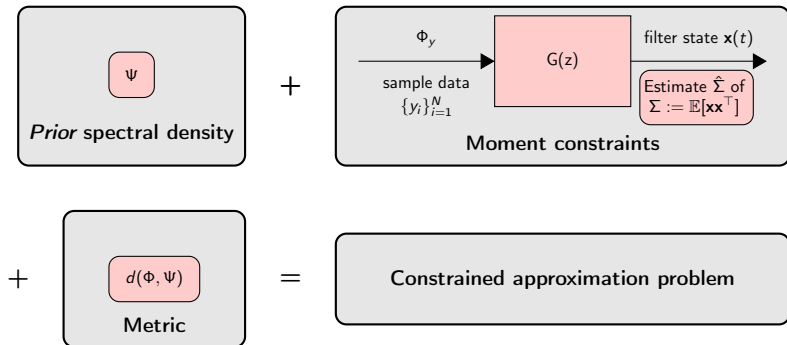 Ψ
Prior spectral density
+
Φ_y
sample data
{y_i}_{i=1}^N
G(z)
filter state x(t)
Estimate Σ̂ of
Σ := 𝔼[xx^⊤]
Moment constraints
+
d(Φ, Ψ)
Metric
=
Constrained approximation problem